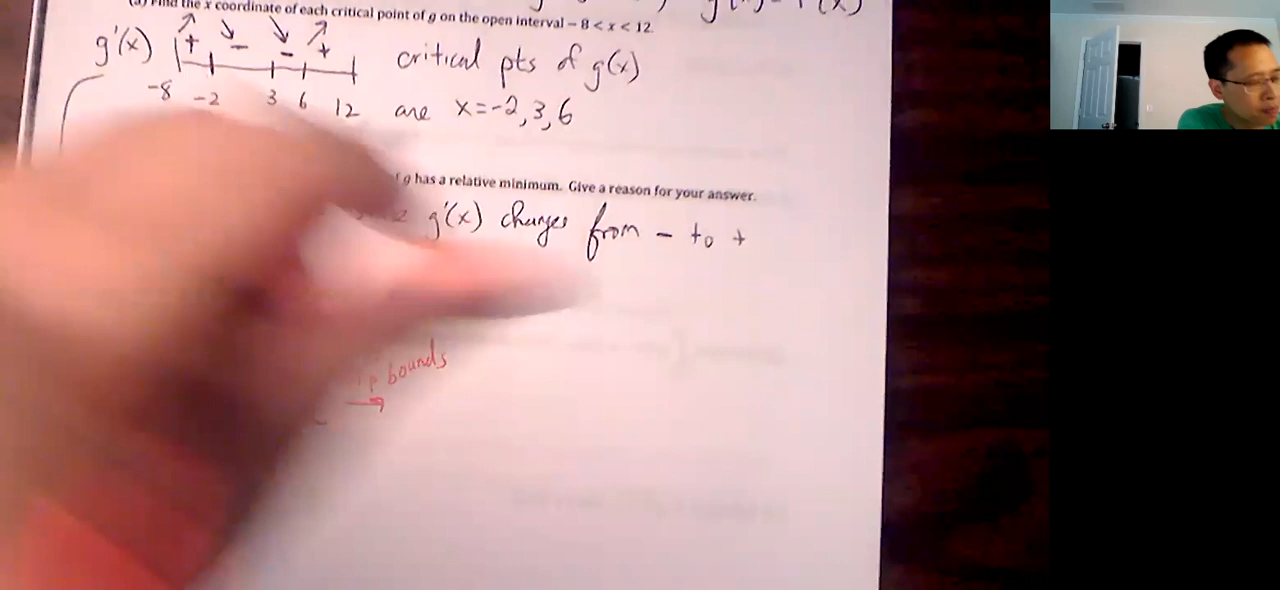 (a) Find the x coordinate of each critical point of g on the open interval − 8 < x < 12.
g'(x) + − − + critical pts of g(x)
-8 -2 3 6 12 are x=-2,3,6
g has a relative minimum. Give a reason for your answer.
g'(x) changes from − to +
bounds